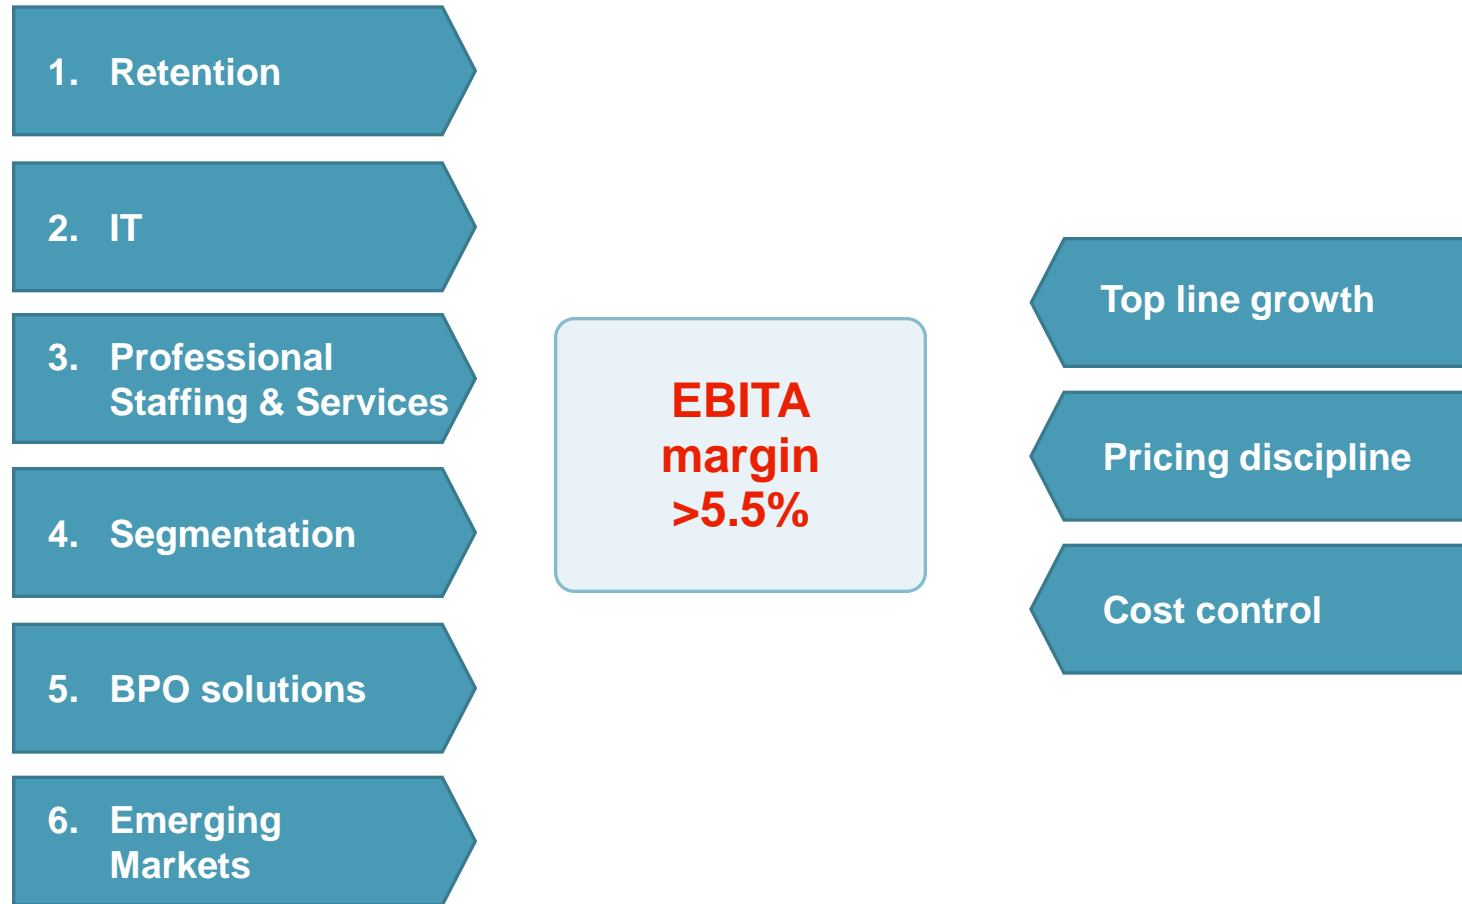 1. Retention
2. IT
3. Professional
Staffing & Services
4. Segmentation
5. BPO solutions
6. Emerging
Markets
EBITA
margin
>5.5%
Top line growth
Pricing discipline
Cost control